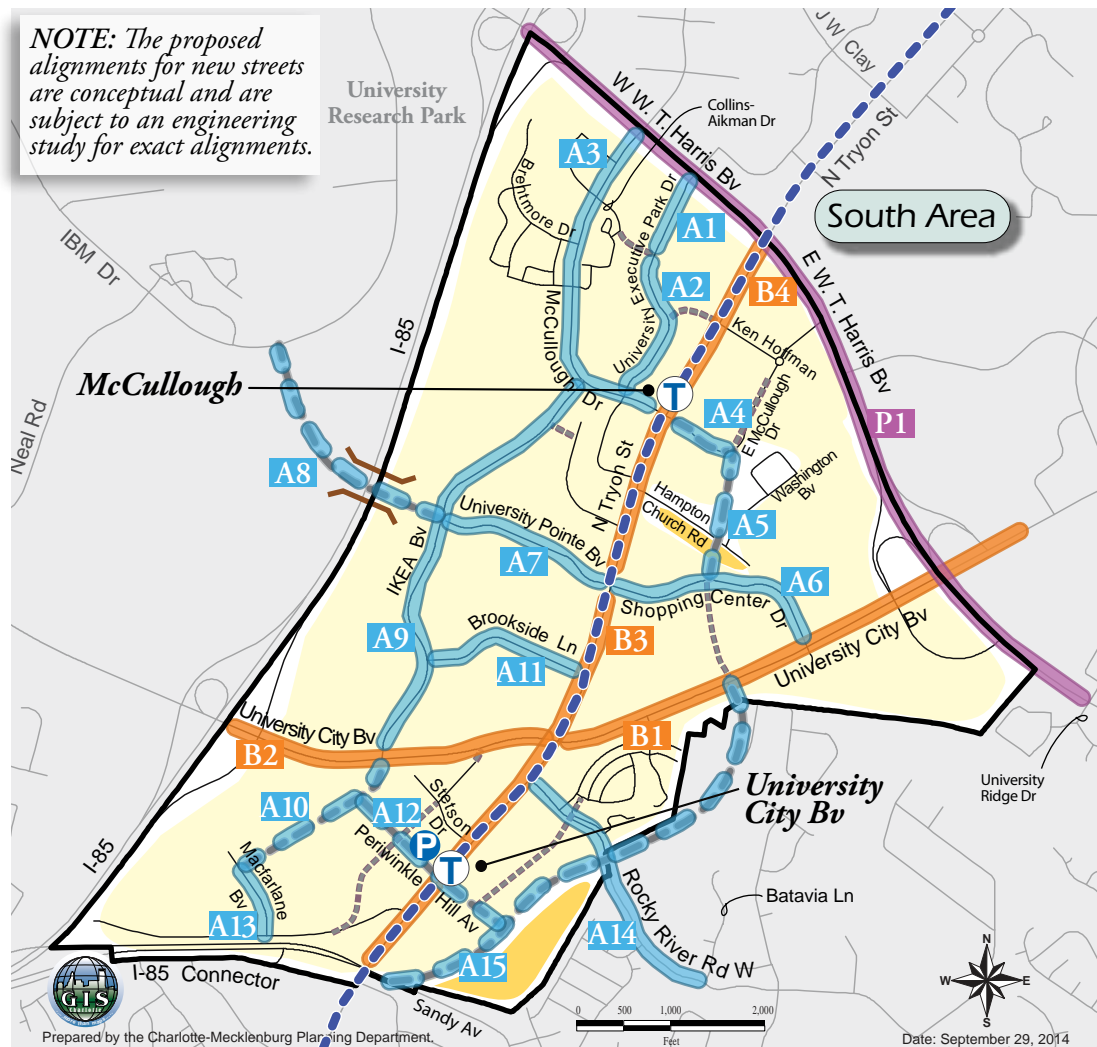 NOTE: The proposed
alignments for new streets
are conceptual and are
subject to an engineering
study for exact alignments.
University
Research Park
J W Clay
N Tryon St
South Area
W W. T. Harris Bv
Collins-
Aikman Dr
A3
A1
Brentmore Dr
University Executive Park Dr
E W. T. Harris Bv
IBM Dr
A2
B4
I-85
McCullough Dr
Ken Hoffman
McCullough
T
A4
E McCullough
Dr
P1
Neal Rd
N Tryon St
A8
Washington
Bv
Hampton
Church Rd
A5
University Pointe Bv
IKEA Bv
A7
A6
Shopping Center Dr
A9
Brookside Ln
B3
A11
University City Bv
University City Bv
B2
B1
University
Ridge Dr
University
City Bv
A10
A12
Stetson
Dr
P
T
Periwinkle Hill Av
I-85
Macfarlane
Bv
A13
Rocky River Rd W
Batavia Ln
A14
A15
I-85 Connector
Sandy Av
GIS
N
W
E
S
0 500 1,000 2,000
Feet
Prepared by the Charlotte-Mecklenburg Planning Department.
Date: September 29, 2014